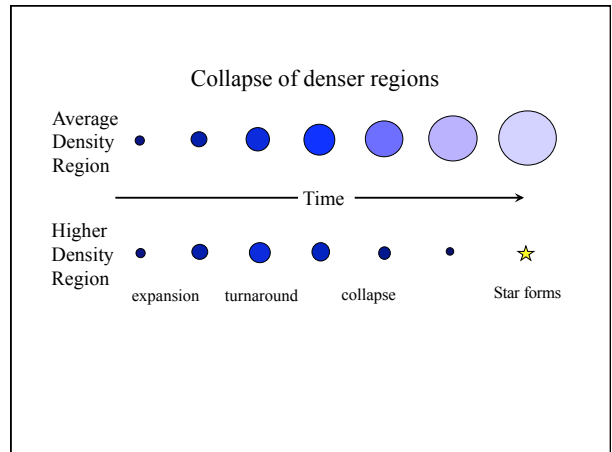 Collapse of denser regions
Average
Density
Region
Time
Higher
Density
Region
expansion
turnaround
collapse
Star forms